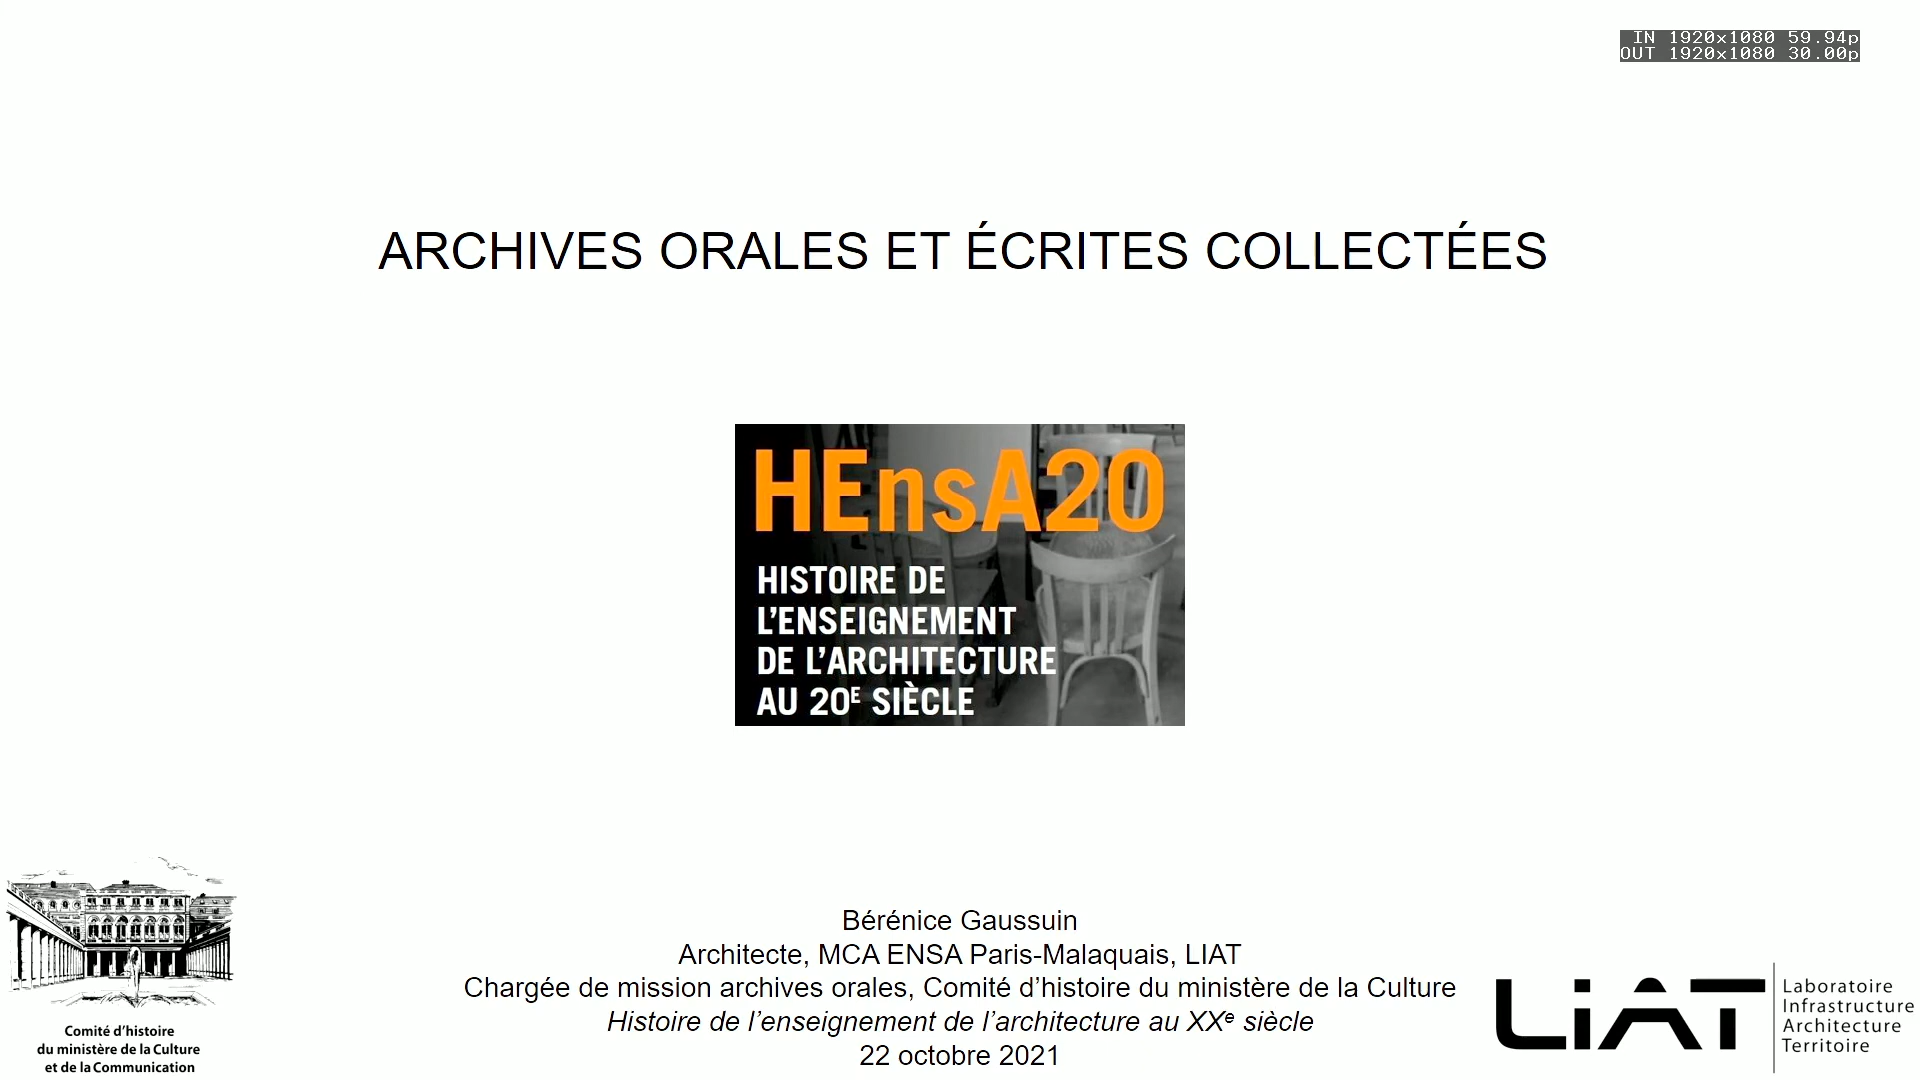 IN 1920x1080 59.94p
OUT 1920x1080 30.00p
ARCHIVES ORALES ET ÉCRITES COLLECTÉES
HEnsA20
HISTOIRE DE
L’ENSEIGNEMENT
DE L’ARCHITECTURE
AU 20E SIÈCLE
Bérénice Gaussuin
Architecte, MCA ENSA Paris-Malaquais, LIAT
Chargée de mission archives orales, Comité d’histoire du ministère de la Culture
Histoire de l’enseignement de l’architecture au XXe siècle
22 octobre 2021
Comité d’histoire
du ministère de la Culture
et de la Communication
LiAT
Laboratoire
Infrastructure
Architecture
Territoire